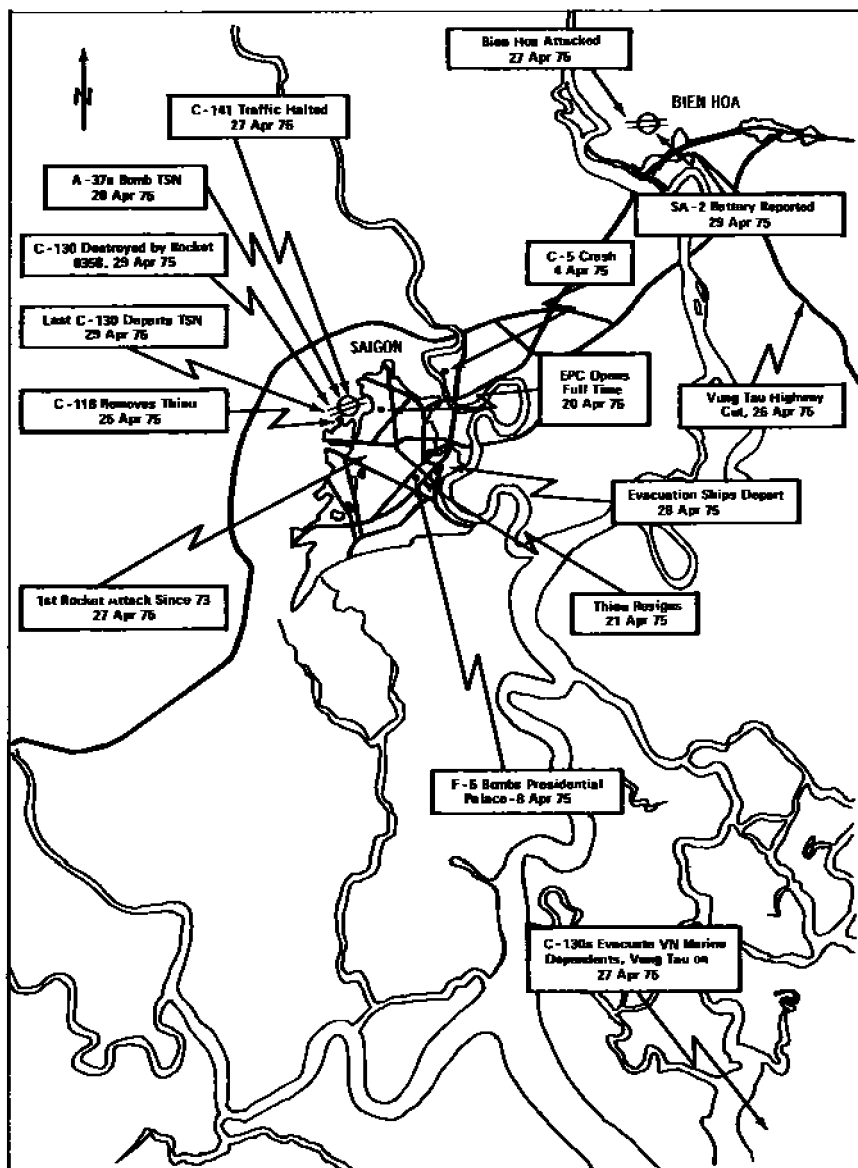 Bien Hoa Attacked
27 Apr 75
BIEN HOA
N
C-141 Traffic Halted
27 Apr 75
A-37s Bomb TSN
28 Apr 75
SA-2 Battery Reported
29 Apr 75
C-130 Destroyed by Rocket
0358, 29 Apr 75
C-5 Crash
4 Apr 75
Last C-130 Departs TSN
29 Apr 75
SAIGON
EPC Opens
Full Time
20 Apr 75
C-118 Removes Thieu
25 Apr 75
Vung Tau Highway
Cut, 26 Apr 75
Evacuation Ships Depart
28 Apr 75
1st Rocket Attack Since 73
27 Apr 75
Thieu Resigns
21 Apr 75
F-5 Bombs Presidential
Palace-8 Apr 75
C-130s Evacuate VN Marine
Dependents, Vung Tau on
27 Apr 75